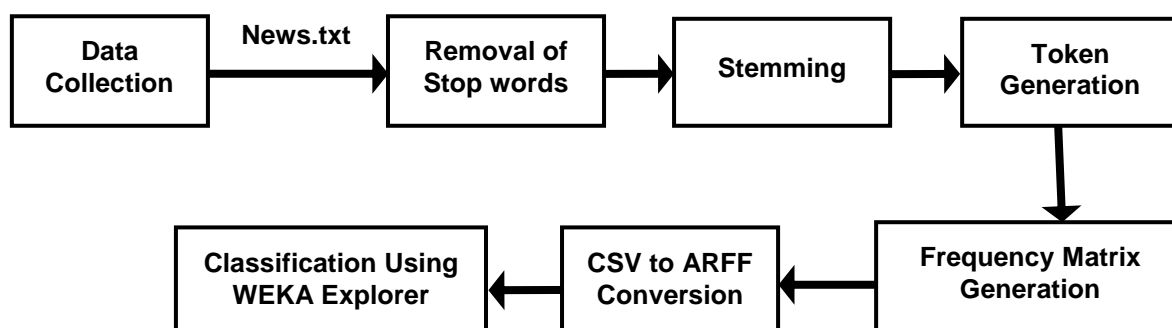 Data
Collection
News.txt
Removal of
Stop words
Stemming
Token
Generation
Frequency Matrix
Generation
CSV to ARFF
Conversion
Classification Using
WEKA Explorer